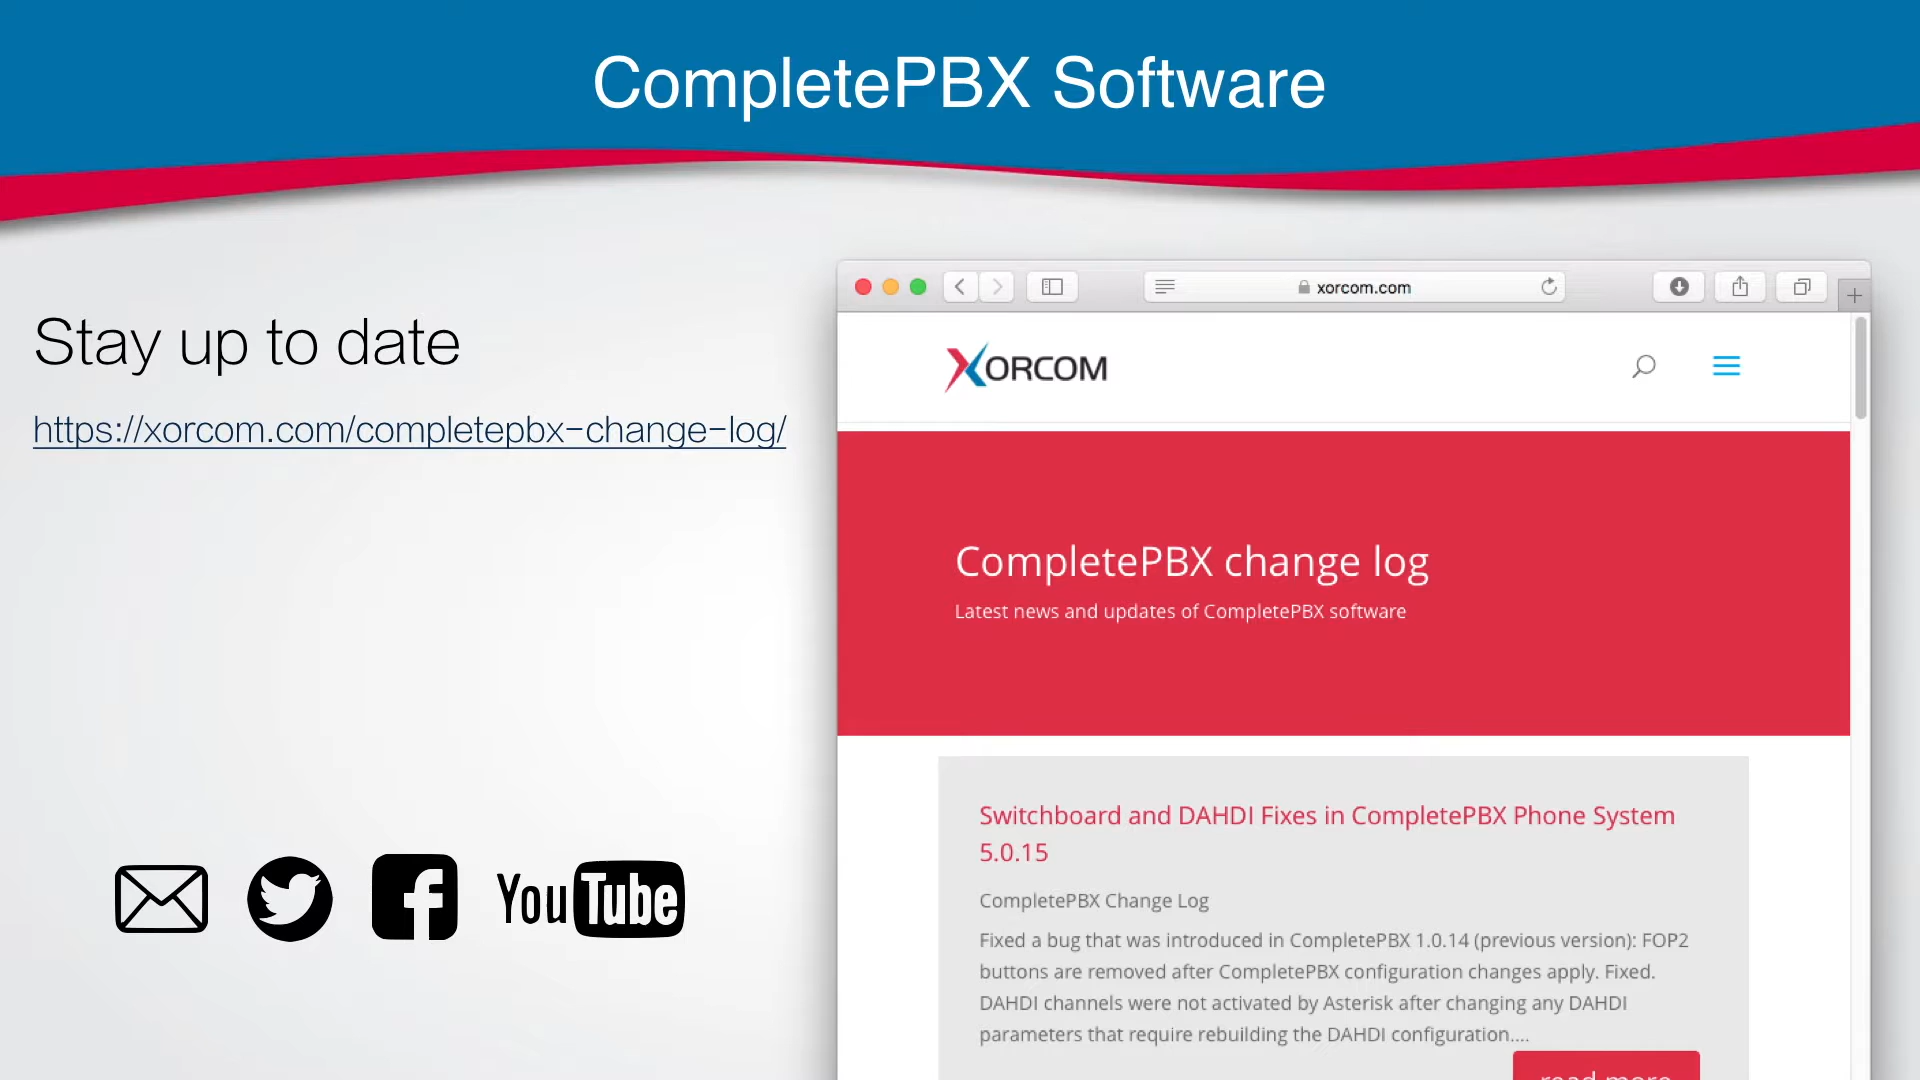 CompletePBX Software
Stay up to date
https://xorcom.com/completepbx-change-log/
You Tube
xorcom.com
XORCOM
CompletePBX change log
Latest news and updates of CompletePBX software
Switchboard and DAHDI Fixes in CompletePBX Phone System
5.0.15
CompletePBX Change Log
Fixed a bug that was introduced in CompletePBX 1.0.14 (previous version): FOP2
buttons are removed after CompletePBX configuration changes apply. Fixed.
DAHDI channels were not activated by Asterisk after changing any DAHDI
parameters that require rebuilding the DAHDI configuration....
read more